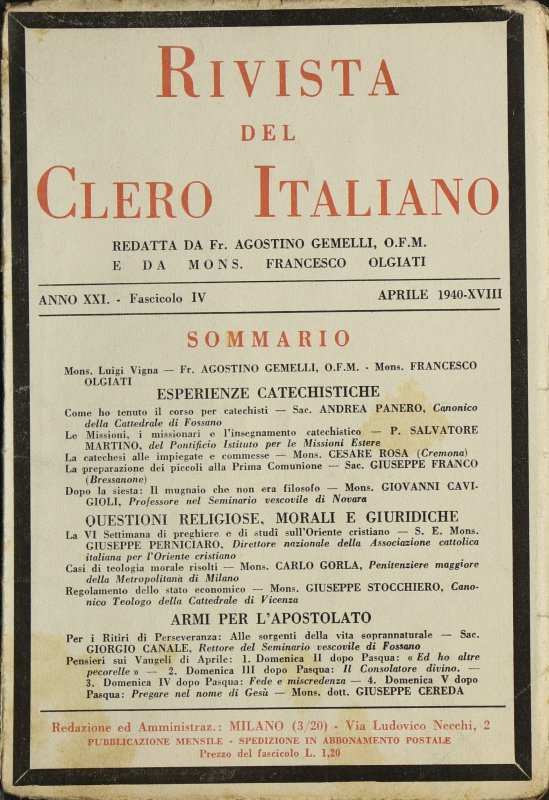 RIVISTA
DEL
CLERO ITALIANO
REDATTA DA Fr. AGOSTINO GEMELLI, O.F.M.
E DA MONS. FRANCESCO OLGIATI
ANNO XXI. - Fascicolo IV
APRILE 1940-XVIII
SOMMARIO
Mons. Luigi Vigna — Fr. AGOSTINO GEMELLI, O.F.M. - Mons. FRANCESCO
OLGIATI
ESPERIENZE CATECHISTICHE
Come ho tenuto il corso per catechisti — Sac. ANDREA PANERO, Canonico
della Cattedrale di Fossano
Le Missioni, i missionari e l'insegnamento catechistico — P. SALVATORE
MARTINO, del Pontificio Istituto per le Missioni Estere
La catechesi alle impiegate e commesse — Mons. CESARE ROSA (Cremona)
La preparazione dei piccoli alla Prima Comunione — Sac. GIUSEPPE FRANCO
(Bressanone)
Dopo la siesta: Il mugnaio che non era filosofo — Mons. GIOVANNI CAVI-
GIOLI, Professore nel Seminario vescovile di Novara
QUESTIONI RELIGIOSE, MORALI E GIURIDICHE
La VI Settimana di preghiere e di studî sull'Oriente cristiano — S. E. Mons.
GIUSEPPE PERNICIARO, Direttore nazionale della Associazione cattolica
italiana per l'Oriente cristiano
Casi di teologia morale risolti — Mons. CARLO GORLA, Penitenziere maggiore
della Metropolitana di Milano
Regolamento dello stato economico — Mons. GIUSEPPE STOCCHIERO, Cano-
nico Teologo della Cattedrale di Vicenza
ARMI PER L'APOSTOLATO
Per i Ritiri di Perseveranza: Alle sorgenti della vita soprannaturale — Sac.
GIORGIO CANALE, Rettore del Seminario vescovile di Fossano
Pensieri sui Vangeli di Aprile: 1. Domenica II dopo Pasqua: « Ed ho altre
pecorelle » — 2. Domenica III dopo Pasqua: Il Consolatore divino. —
3. Domenica IV dopo Pasqua: Fede e miscredenza — 4. Domenica V dopo
Pasqua: Pregare nel nome di Gesù — Mons. dott. GIUSEPPE CEREDA
Redazione ed Amministraz.: MILANO (3/20) - Via Ludovico Necchi, 2
PUBBLICAZIONE MENSILE - SPEDIZIONE IN ABBONAMENTO POSTALE
Prezzo del fascicolo L. 1,20